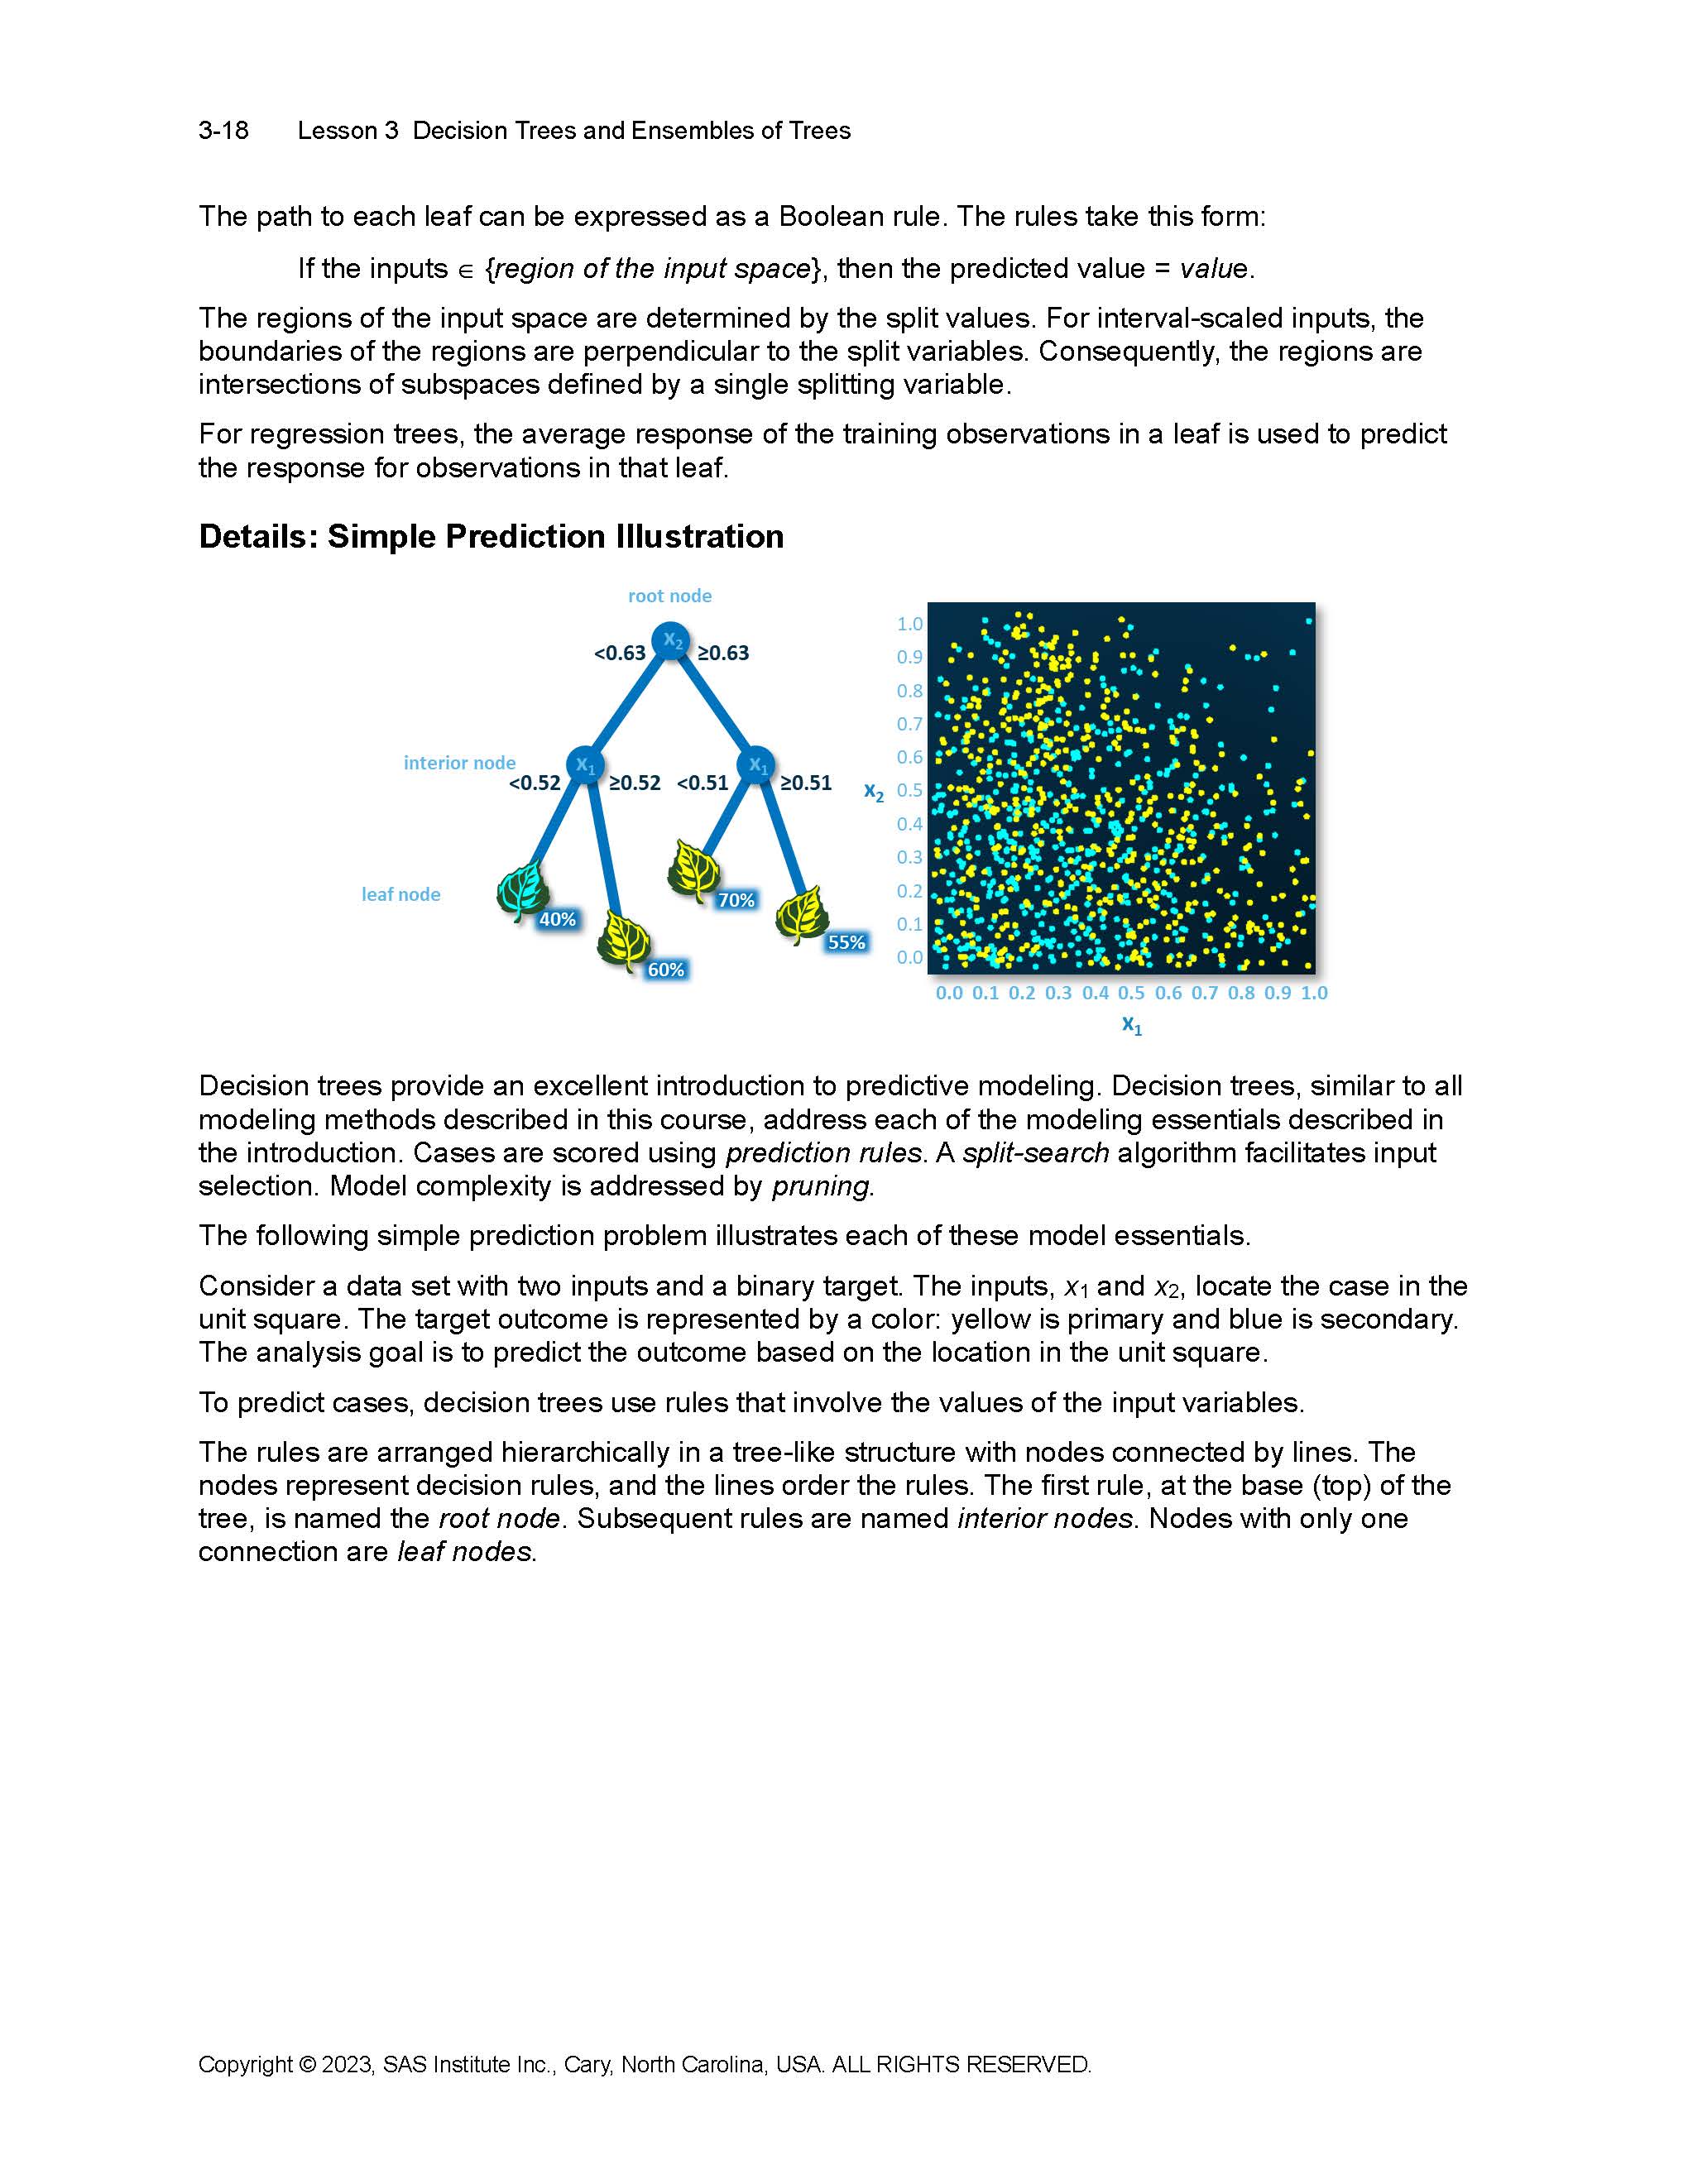 3-18 Lesson 3 Decision Trees and Ensembles of Trees
The path to each leaf can be expressed as a Boolean rule. The rules take this form:
If the inputs ∈ {region of the input space}, then the predicted value = value.
The regions of the input space are determined by the split values. For interval-scaled inputs, the
boundaries of the regions are perpendicular to the split variables. Consequently, the regions are
intersections of subspaces defined by a single splitting variable.
For regression trees, the average response of the training observations in a leaf is used to predict
the response for observations in that leaf.
Details: Simple Prediction Illustration
root node
x₂
<0.63 ≥0.63
interior node
x₁ x₁
<0.52 ≥0.52 <0.51 ≥0.51
leaf node
40% 60% 70% 55%
1.0
0.9
0.8
0.7
0.6
x₂ 0.5
0.4
0.3
0.2
0.1
0.0
0.0 0.1 0.2 0.3 0.4 0.5 0.6 0.7 0.8 0.9 1.0
x₁
Decision trees provide an excellent introduction to predictive modeling. Decision trees, similar to all
modeling methods described in this course, address each of the modeling essentials described in
the introduction. Cases are scored using prediction rules. A split-search algorithm facilitates input
selection. Model complexity is addressed by pruning.
The following simple prediction problem illustrates each of these model essentials.
Consider a data set with two inputs and a binary target. The inputs, x₁ and x₂, locate the case in the
unit square. The target outcome is represented by a color: yellow is primary and blue is secondary.
The analysis goal is to predict the outcome based on the location in the unit square.
To predict cases, decision trees use rules that involve the values of the input variables.
The rules are arranged hierarchically in a tree-like structure with nodes connected by lines. The
nodes represent decision rules, and the lines order the rules. The first rule, at the base (top) of the
tree, is named the root node. Subsequent rules are named interior nodes. Nodes with only one
connection are leaf nodes.
Copyright © 2023, SAS Institute Inc., Cary, North Carolina, USA. ALL RIGHTS RESERVED.